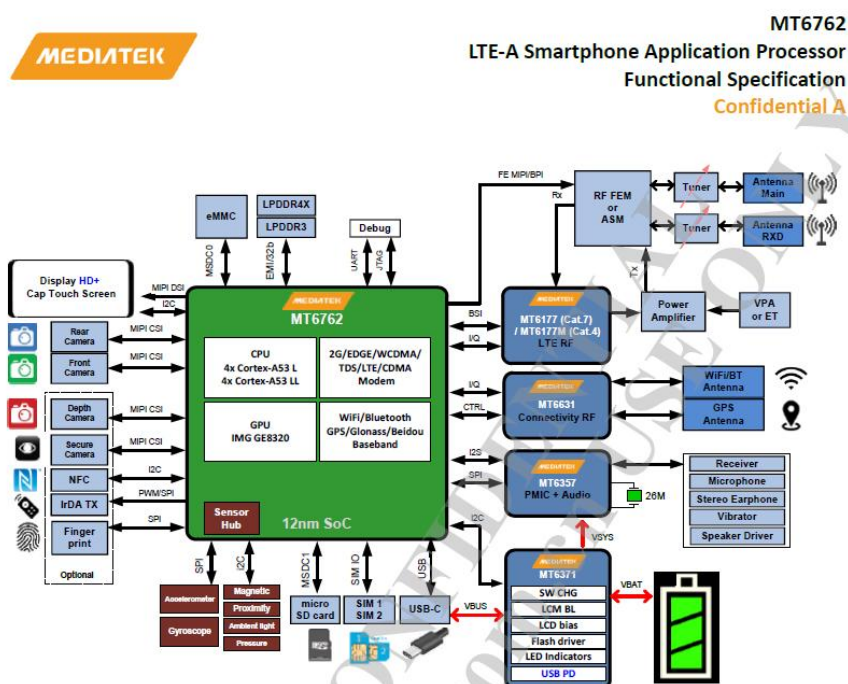 MEDIATEK
MT6762
LTE-A Smartphone Application Processor
Functional Specification
Confidential A
FE MIPI/BPI
eMMC
LPDDR4X
LPDDR3
Debug
MSDC0
EMI/32b
UART
JTAG
Rx
RF FEM
or
ASM
Tuner
Antenna
Main
Tuner
Antenna
RXD
Tx
Display HD+
Cap Touch Screen
MIPI DSI
I2C
MEDIATEK
MT6762
BSI
I/Q
MEDIATEK
MT6177 (Cat.7)
/ MT6177M (Cat.4)
LTE RF
Power
Amplifier
VPA
or ET
Rear
Camera
MIPI CSI
Front
Camera
MIPI CSI
CPU
4x Cortex-A53 L
4x Cortex-A53 LL
2G/EDGE/WCDMA/
TDS/LTE/CDMA
Modem
I/Q
CTRL
MEDIATEK
MT6631
Connectivity RF
WiFi/BT
Antenna
GPS
Antenna
Depth
Camera
MIPI CSI
Secure
Camera
MIPI CSI
GPU
IMG GE8320
WiFi/Bluetooth
GPS/Glonass/Beidou
Baseband
I2S
SPI
MEDIATEK
MT6357
PMIC + Audio
26M
Receiver
Microphone
Stereo Earphone
Vibrator
Speaker Driver
NFC
I2C
IrDA TX
PWM/SPI
Finger
print
SPI
Optional
Sensor
Hub
12nm SoC
I2C
VSYS
SPI
I2C
MSDC1
SIM IO
USB
Accelerometer
Gyroscope
Magnetic
Proximity
Ambient light
Pressure
micro
SD card
SIM 1
SIM 2
USB-C
VBUS
MEDIATEK
MT6371
SW CHG
LCM BL
LCD bias
Flash driver
LED Indicators
USB PD
VBAT